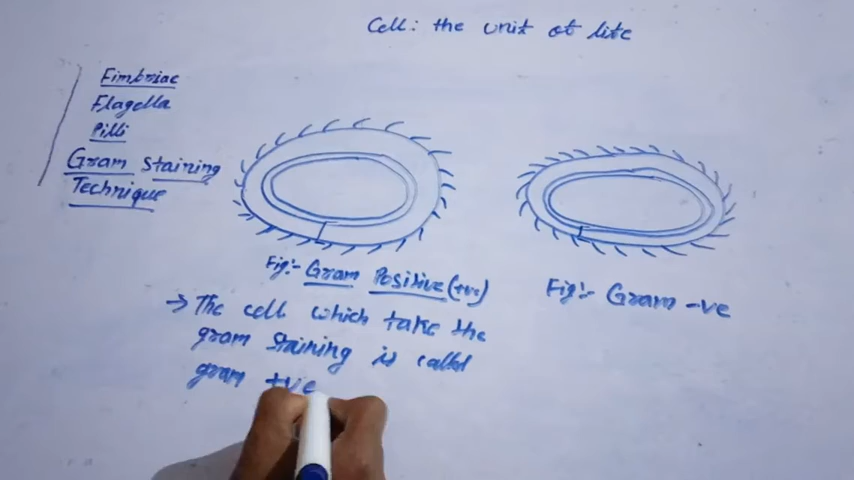 Cell: the unit of life
Fimbriae
Flagella
Pilli
Gram Staining
Technique
Fig:- Gram Positive (+ve)
Fig:- Gram -ve
→ The cell which take the
gram staining is called
gram +ve